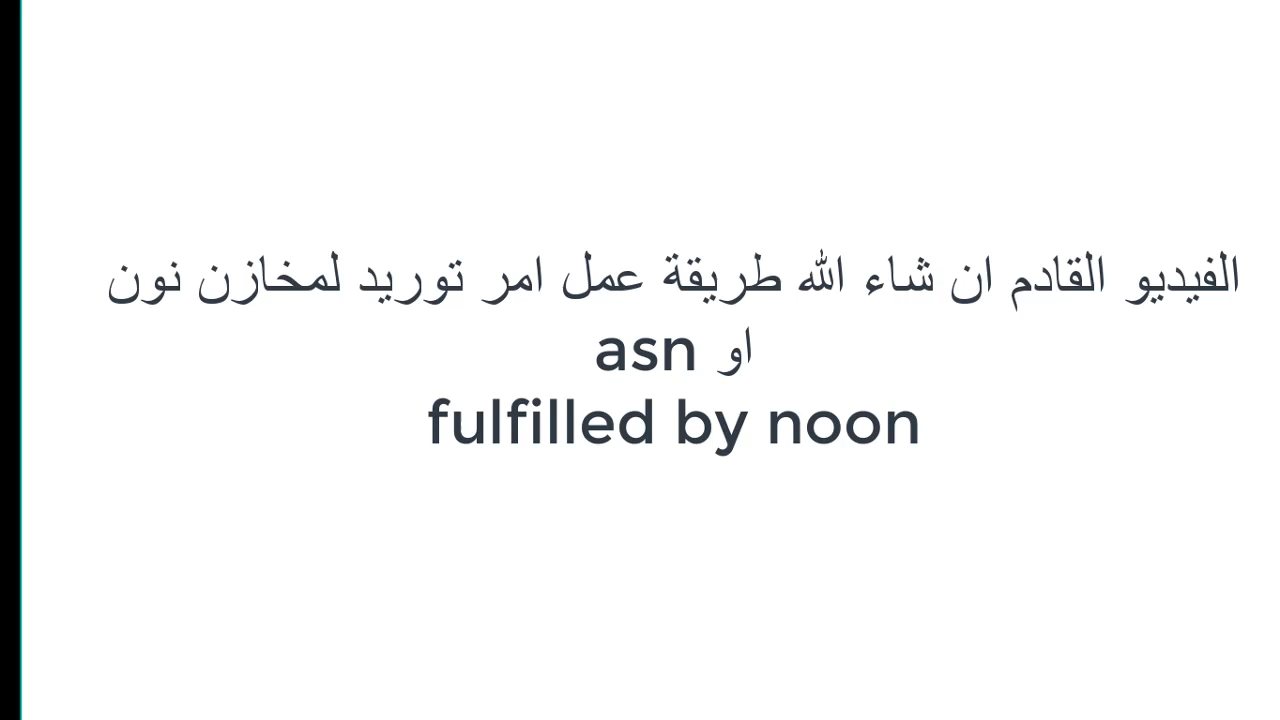 الفيديو القادم ان شاء الله طريقة عمل امر توريد لمخازن نون
او asn
fulfilled by noon